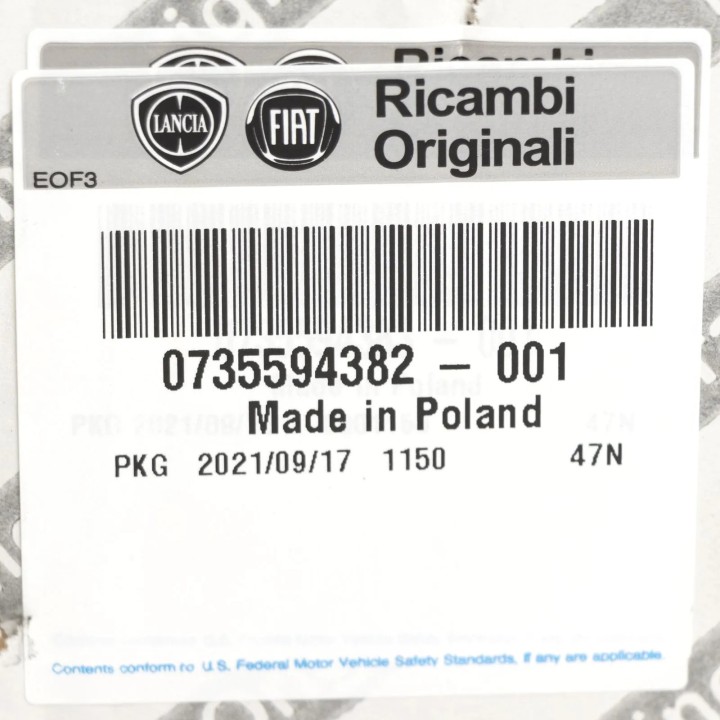 Ricambi
LANCIA FIAT Ricambi
Originali
EOF3
0735594382 - 001
Made in Poland
PKG 2021/09/17 1150 47N
Contents conform to U.S. Federal Motor Vehicle Safety Standards, if any are applicable.